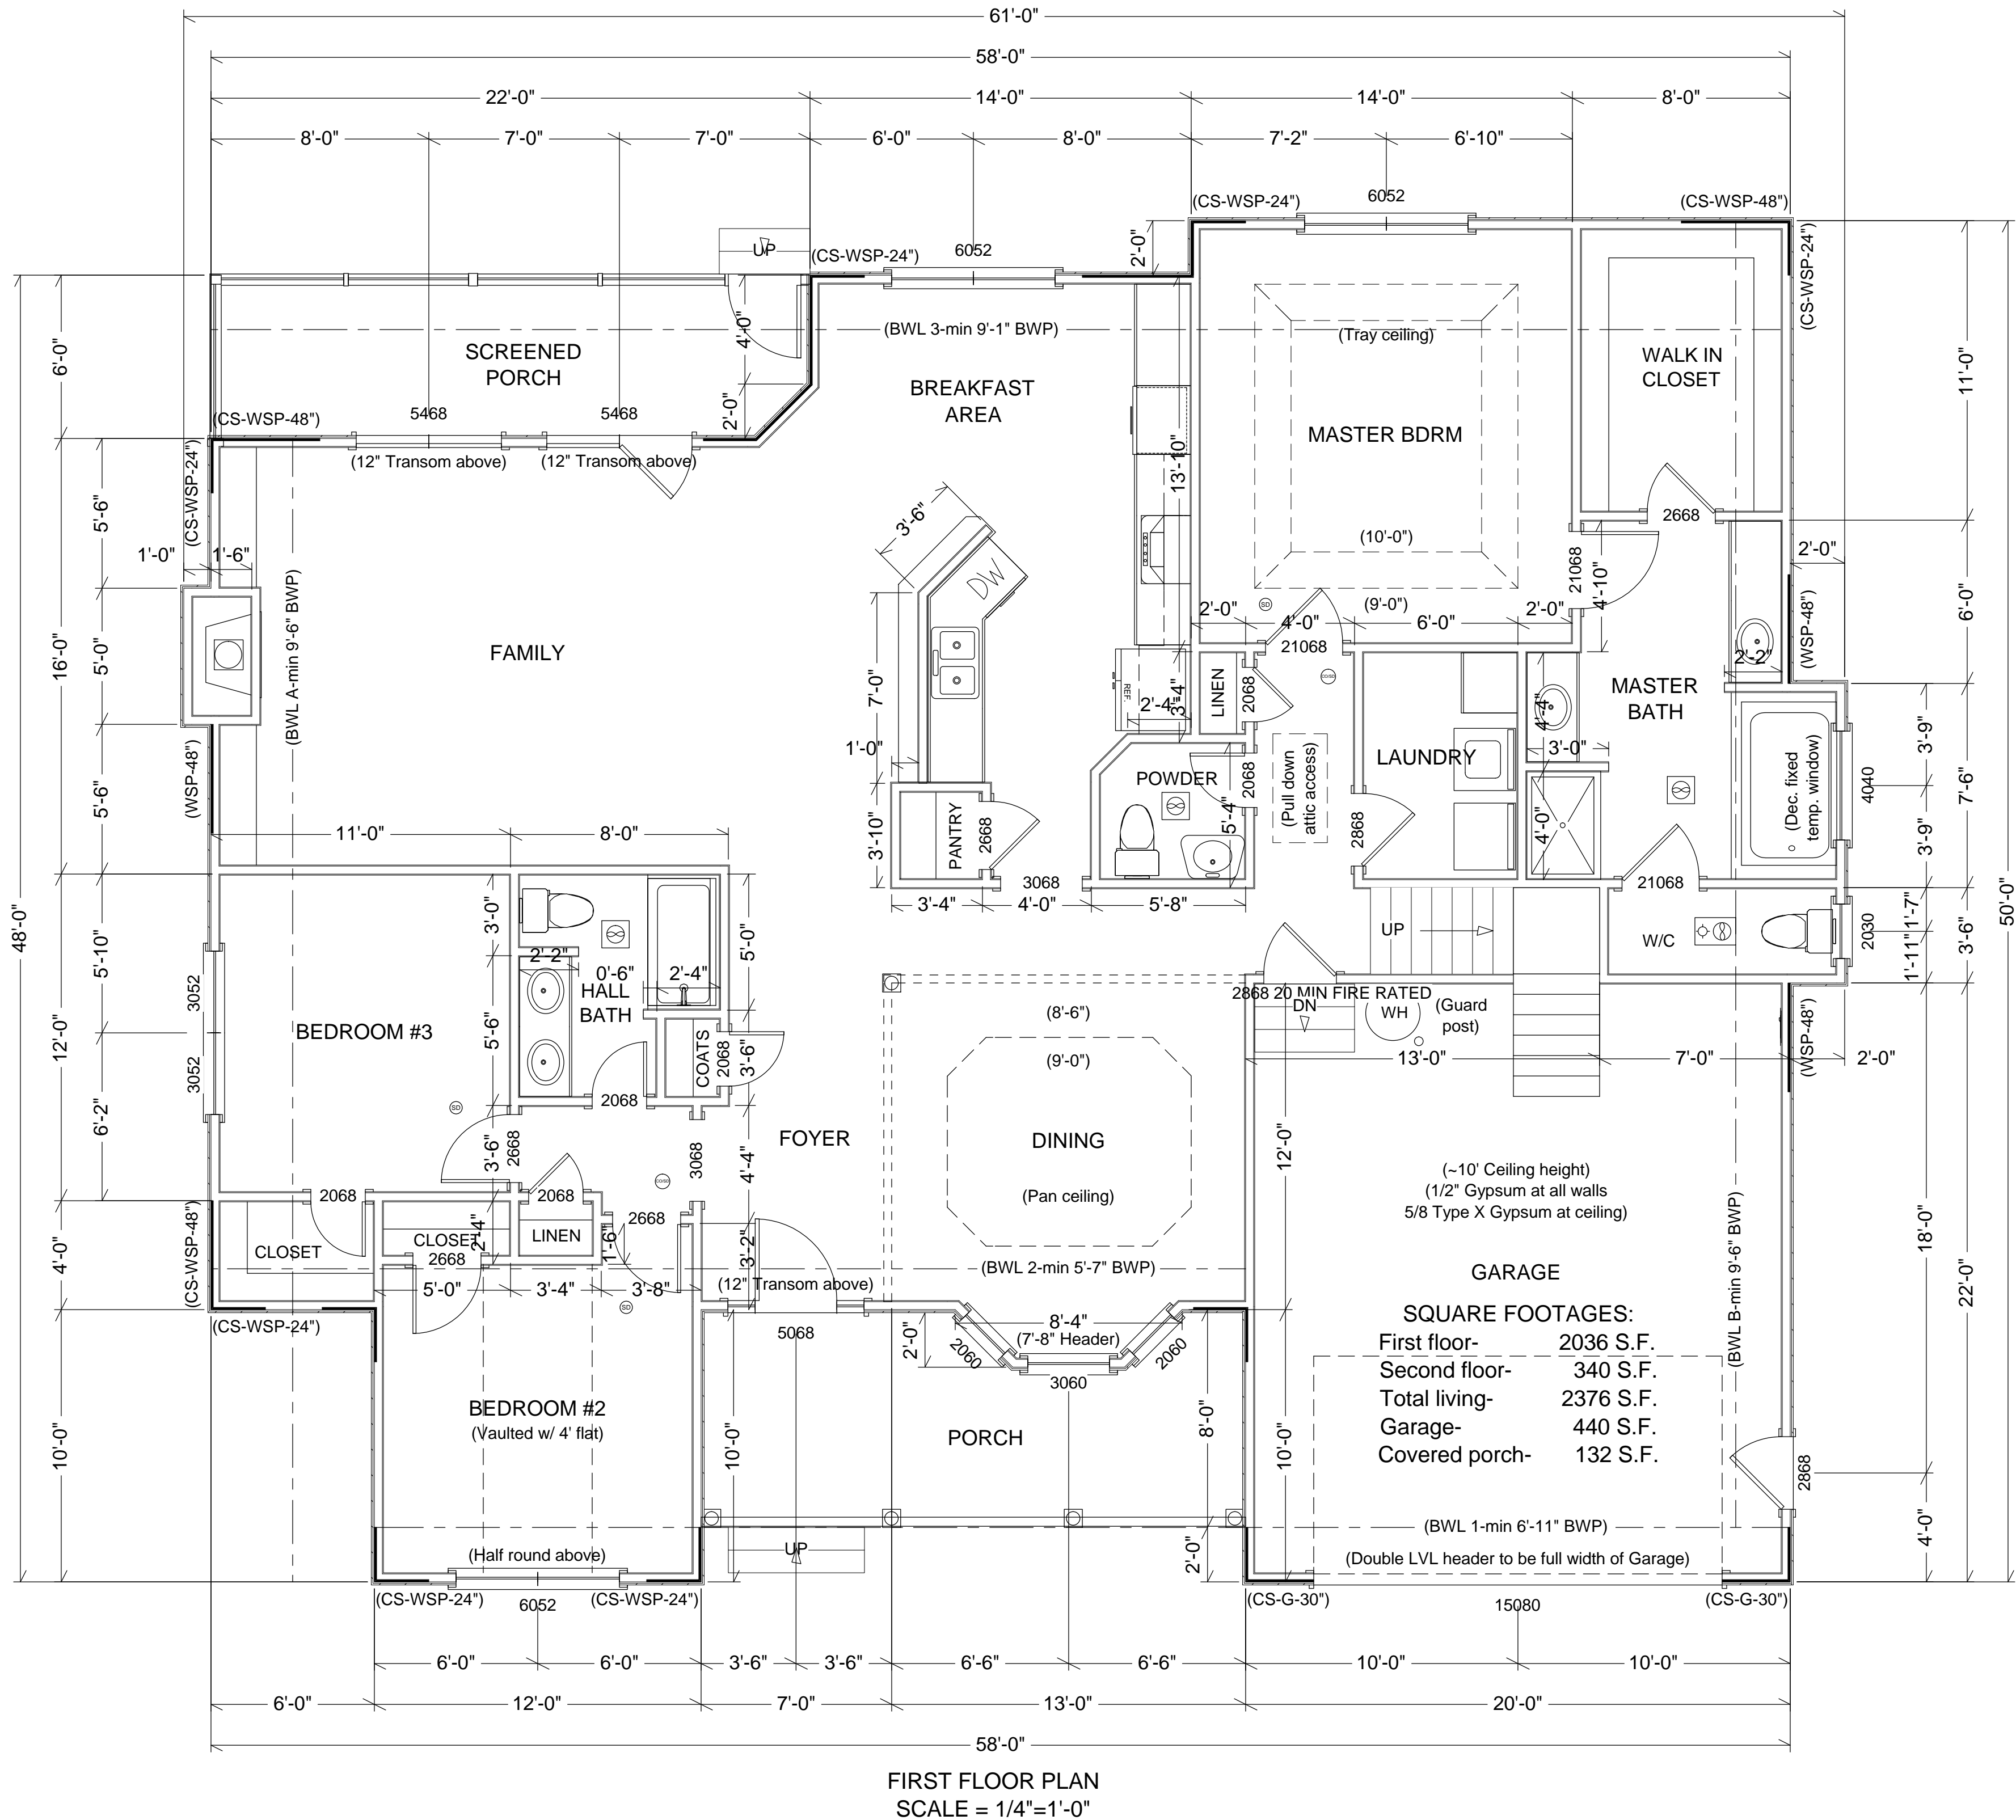 61'-0"
58'-0"
22'-0"
14'-0"
14'-0"
8'-0"
8'-0"
7'-0"
7'-0"
6'-0"
8'-0"
7'-2"
6'-10"
6052
(CS-WSP-24")
(CS-WSP-48")
UP
(CS-WSP-24")
6052
2'-0"
(CS-WSP-24")
4'-0"
(BWL 3-min 9'-1" BWP)
(Tray ceiling)
SCREENED
PORCH
WALK IN
CLOSET
6'-0"
11'-0"
BREAKFAST
AREA
(CS-WSP-48")
5468
5468
2'-0"
(12" Transom above)
(12" Transom above)
MASTER BDRM
13'-10"
(CS-WSP-24")
5'-6"
3'-6"
2668
(10'-0")
1'-0"
1'-6"
2'-0"
21068
4'-10"
DW
SD
(9'-0")
2'-0"
4'-0"
6'-0"
2'-0"
6'-0"
(WSP-48")
21068
(BWL A-min 9'-6" BWP)
16'-0"
5'-0"
FAMILY
2'-2"
CO/SD
REF.
LINEN
2068
MASTER
BATH
7'-0"
2'-4"
3'-4"
4'-4"
3'-0"
1'-0"
(WSP-48")
5'-6"
POWDER
2068
5'-4"
(Pull down
attic access)
LAUNDRY
(Dec. fixed
temp. window)
4040
3'-9"
3'-9"
7'-6"
11'-0"
8'-0"
3'-10"
PANTRY
2668
2868
4'-0"
3068
21068
3'-4"
4'-0"
5'-8"
48'-0"
50'-0"
3'-0"
2'-2"
0'-6"
2'-4"
5'-0"
UP
W/C
2030
1'-7"
1'-11"
3'-6"
5'-10"
3052
3052
HALL
BATH
2868 20 MIN FIRE RATED
DN
WH
(Guard
post)
(8'-6")
BEDROOM #3
12'-0"
5'-6"
COATS
2068
3'-6"
(9'-0")
13'-0"
7'-0"
2'-0"
(WSP-48")
6'-2"
SD
2068
FOYER
DINING
2668
3'-6"
3068
4'-4"
12'-0"
(~10' Ceiling height)
(1/2" Gypsum at all walls
5/8 Type X Gypsum at ceiling)
CO/SD
2068
2068
(Pan ceiling)
2668
LINEN
CLOSET
CLOSET
2668
2'-4"
1'-6"
3'-2"
4'-0"
(CS-WSP-48")
(BWL 2-min 5'-7" BWP)
(BWL B-min 9'-6" BWP)
18'-0"
22'-0"
GARAGE
5'-0"
3'-4"
3'-8"
(12" Transom above)
SD
(CS-WSP-24")
5068
2'-0"
8'-4"
(7'-8" Header)
2060
2060
3060
SQUARE FOOTAGES:
First floor- 2036 S.F.
Second floor- 340 S.F.
Total living- 2376 S.F.
Garage- 440 S.F.
Covered porch- 132 S.F.
BEDROOM #2
(Vaulted w/ 4' flat)
PORCH
10'-0"
10'-0"
8'-0"
10'-0"
2868
(BWL 1-min 6'-11" BWP)
(Half round above)
UP
2'-0"
(Double LVL header to be full width of Garage)
4'-0"
(CS-WSP-24")
6052
(CS-WSP-24")
(CS-G-30")
15080
(CS-G-30")
6'-0"
6'-0"
3'-6"
3'-6"
6'-6"
6'-6"
10'-0"
10'-0"
6'-0"
12'-0"
7'-0"
13'-0"
20'-0"
58'-0"
FIRST FLOOR PLAN
SCALE = 1/4"=1'-0"